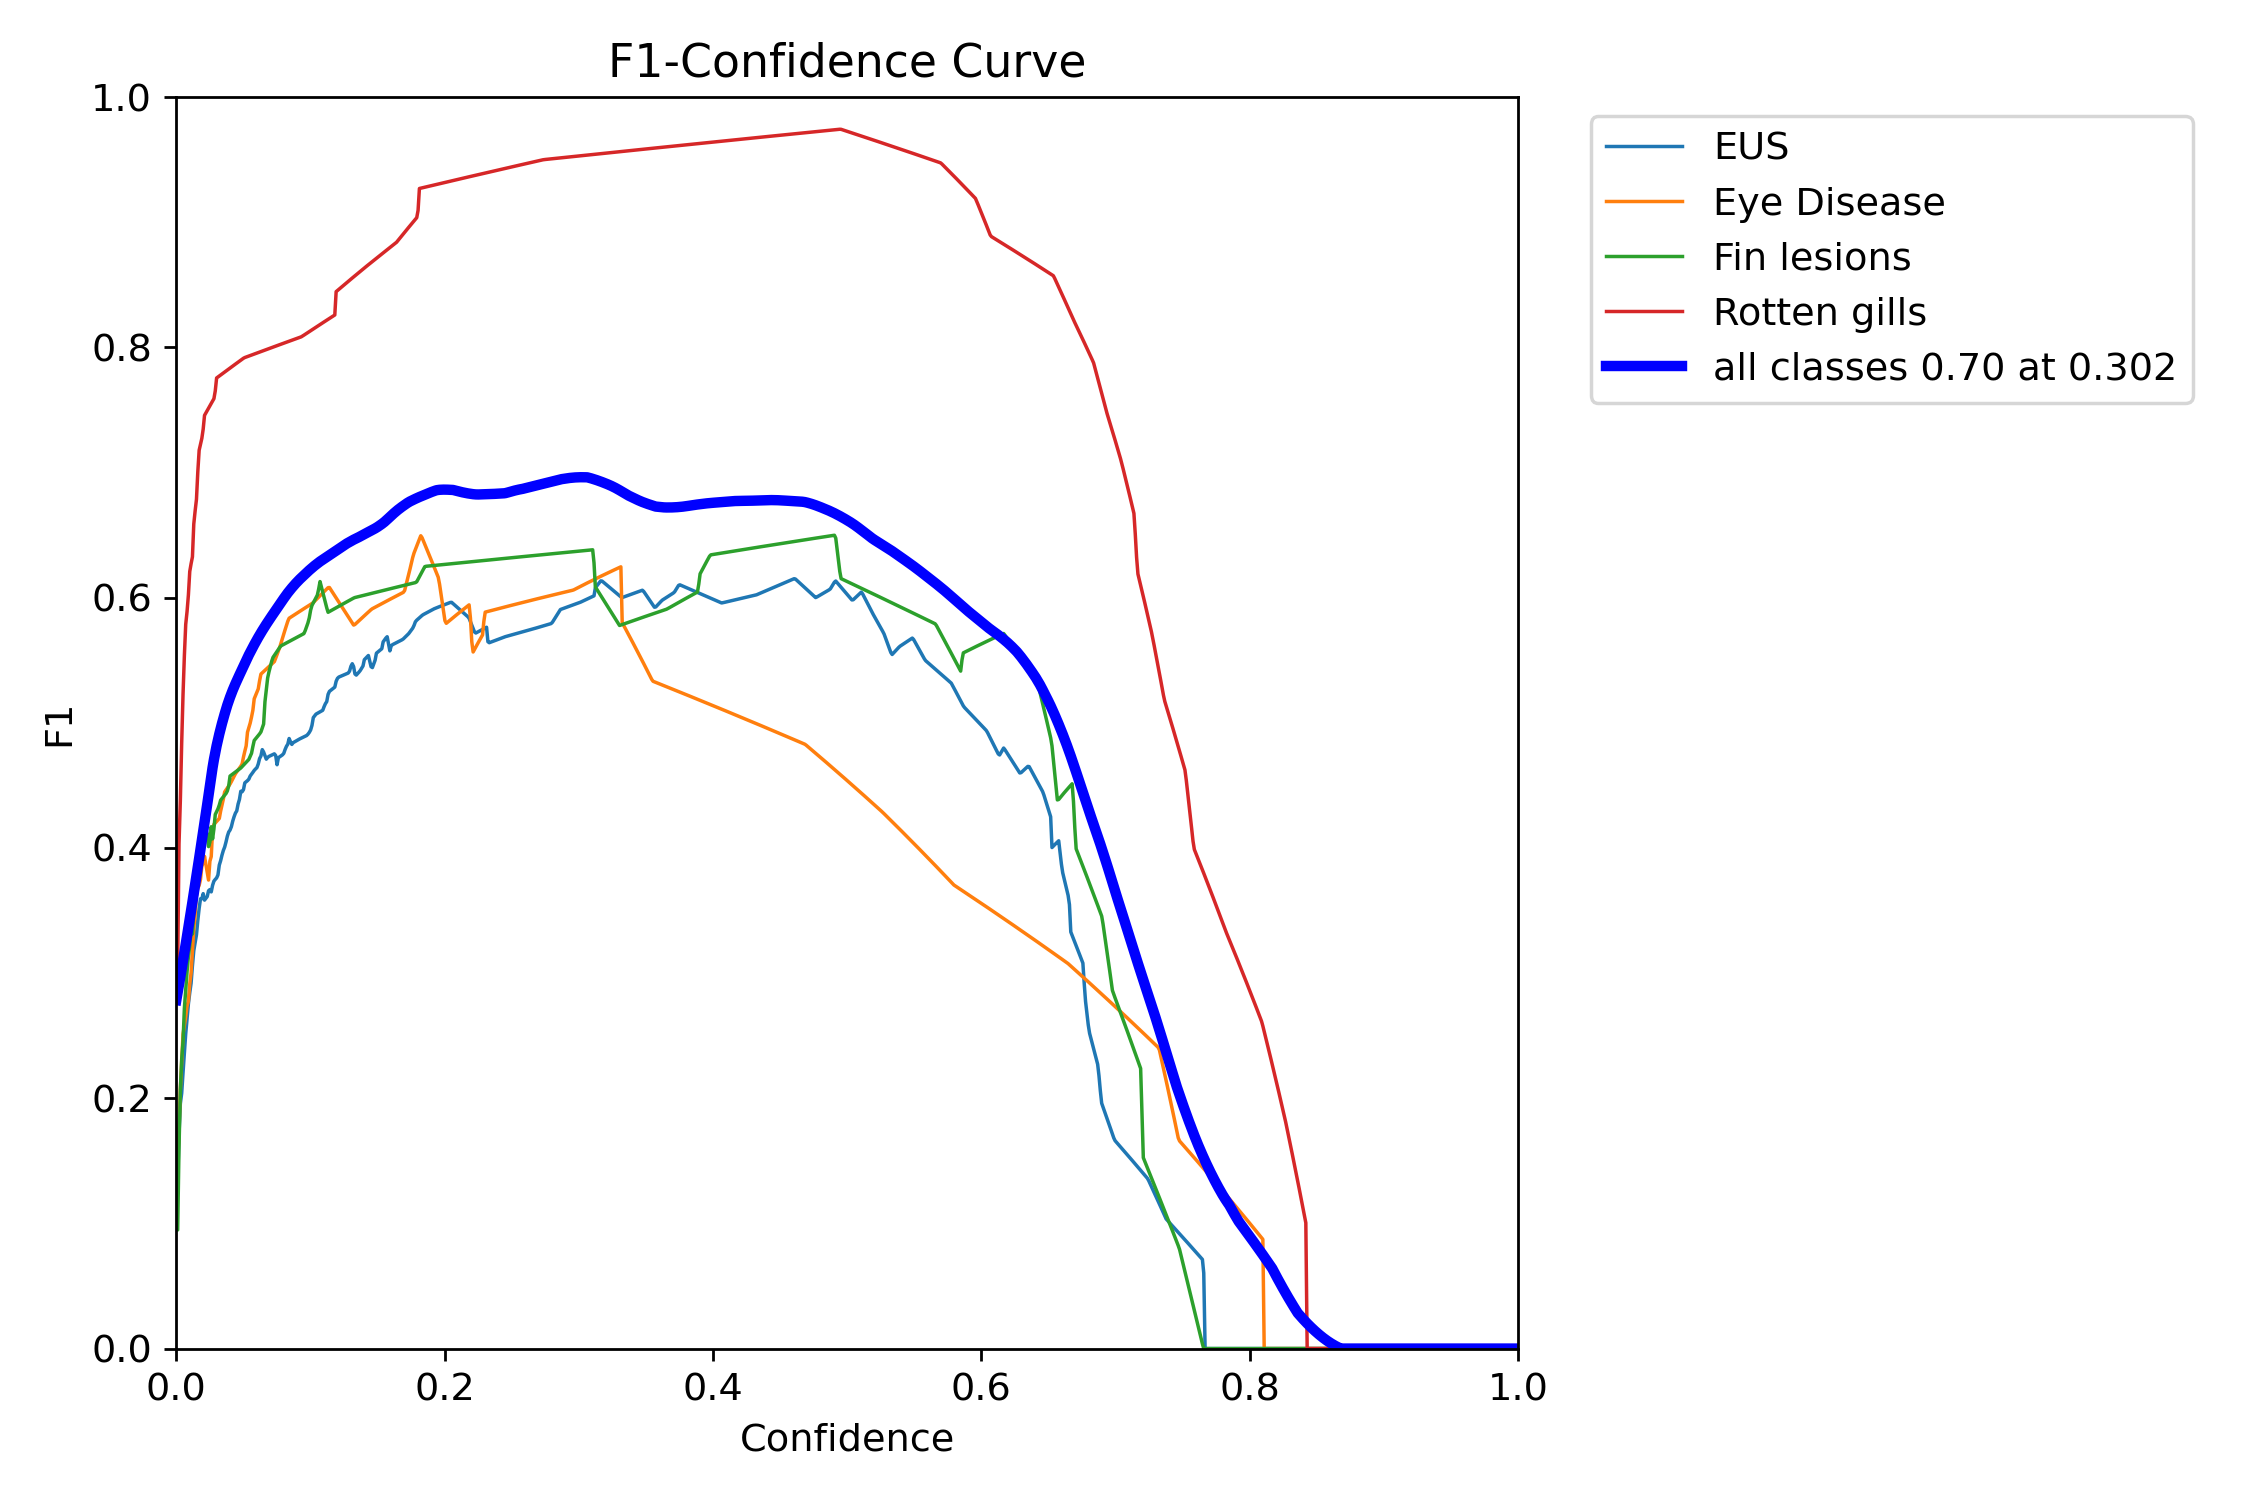 F1-Confidence Curve
EUS
Eye Disease
Fin lesions
Rotten gills
all classes 0.70 at 0.302
F1
1.0
0.8
0.6
0.4
0.2
0.0
0.0 0.2 0.4 0.6 0.8 1.0
Confidence